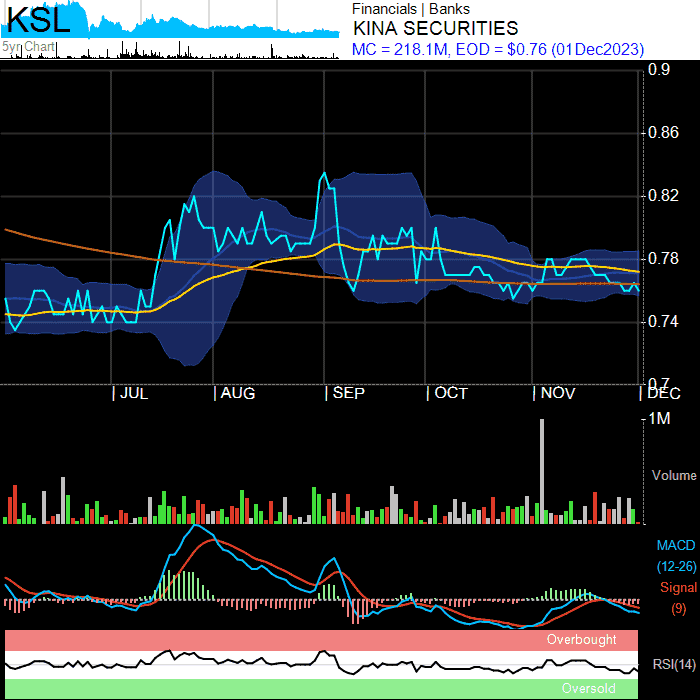 KSL
5yr Chart
Financials | Banks
KINA SECURITIES
MC = 218.1M, EOD = $0.76 (01Dec2023)
0.9
0.86
0.82
0.78
0.74
0.7
JUL AUG SEP OCT NOV DEC
1M
Volume
MACD
(12-26)
Signal
(9)
Overbought
RSI(14)
Oversold